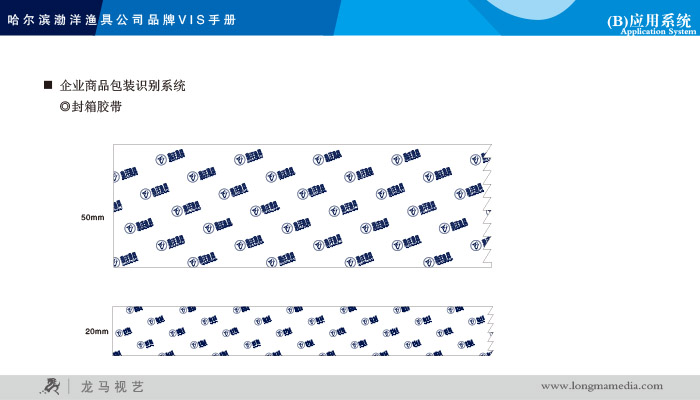 哈尔滨渤洋渔具公司品牌VIS手册
(B)应用系统
Application System
■ 企业商品包装识别系统
◎封箱胶带
50mm
20mm
龙马视艺
www.longmamedia.com